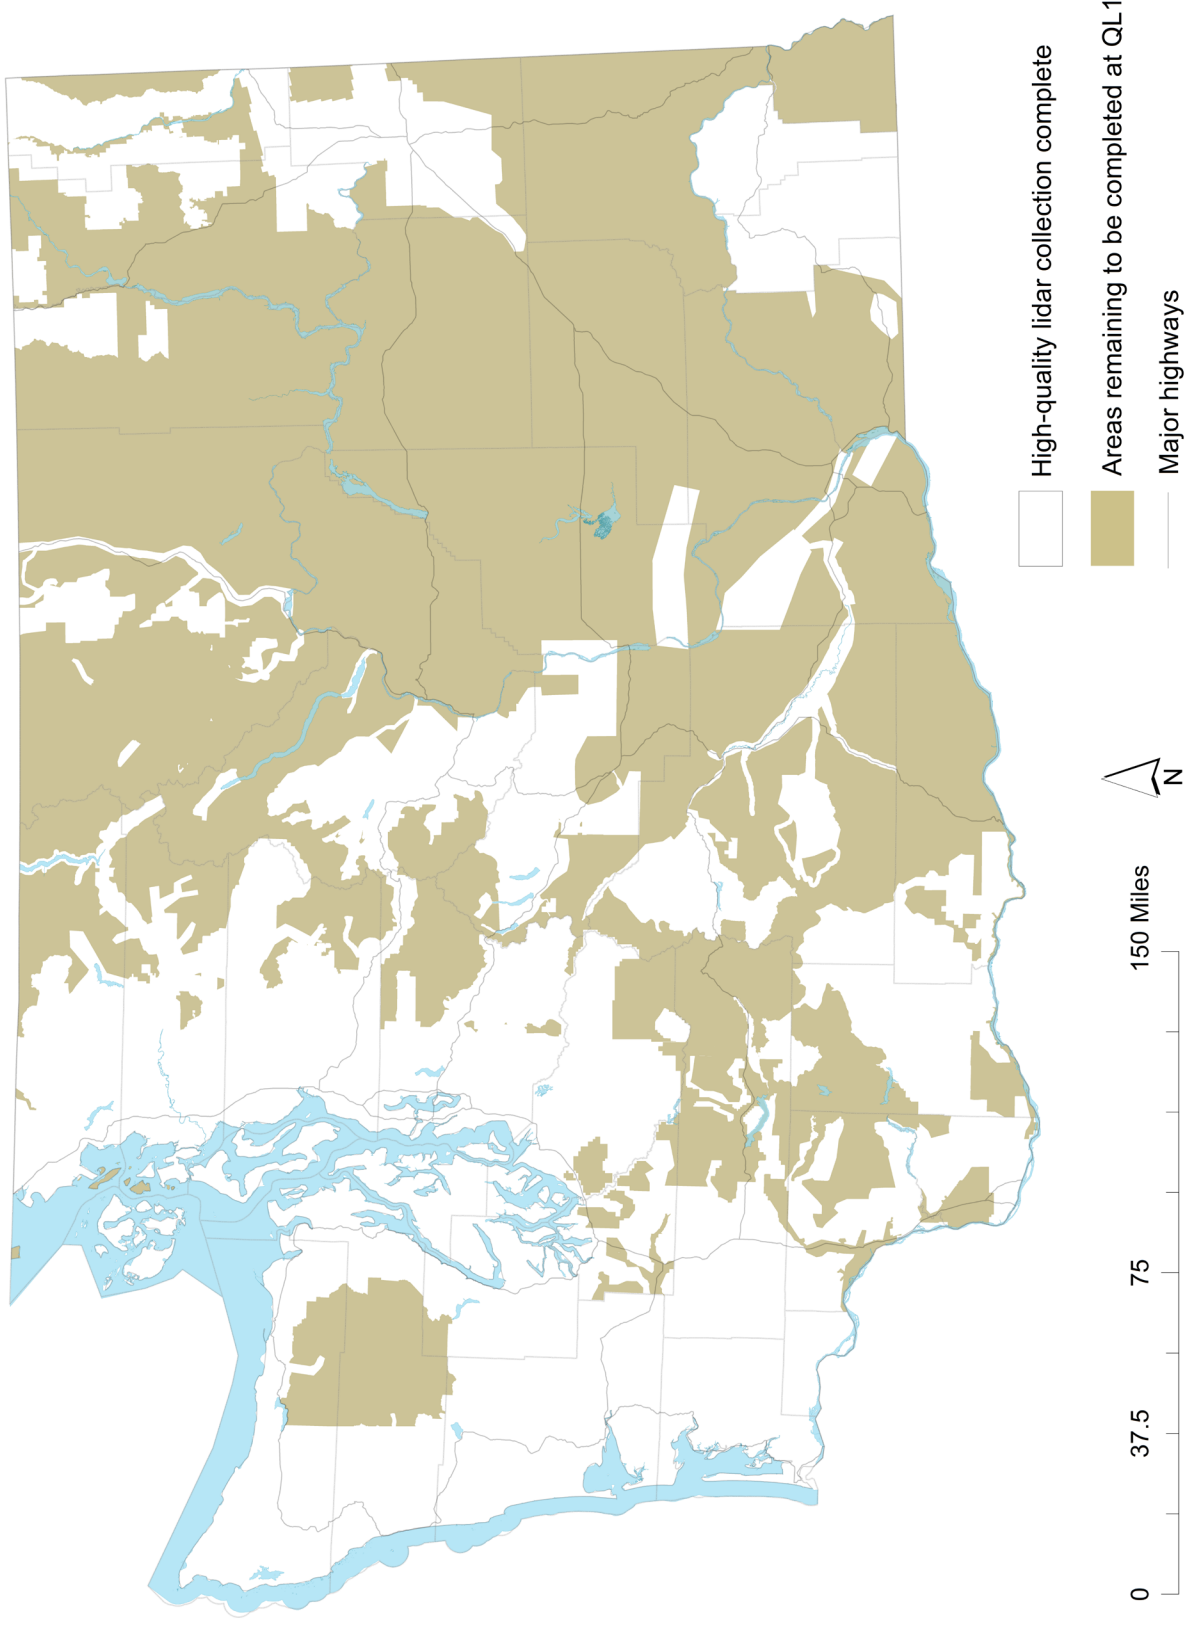 High-quality lidar collection complete
Areas remaining to be completed at QL1
Major highways
N
0 37.5 75 150 Miles